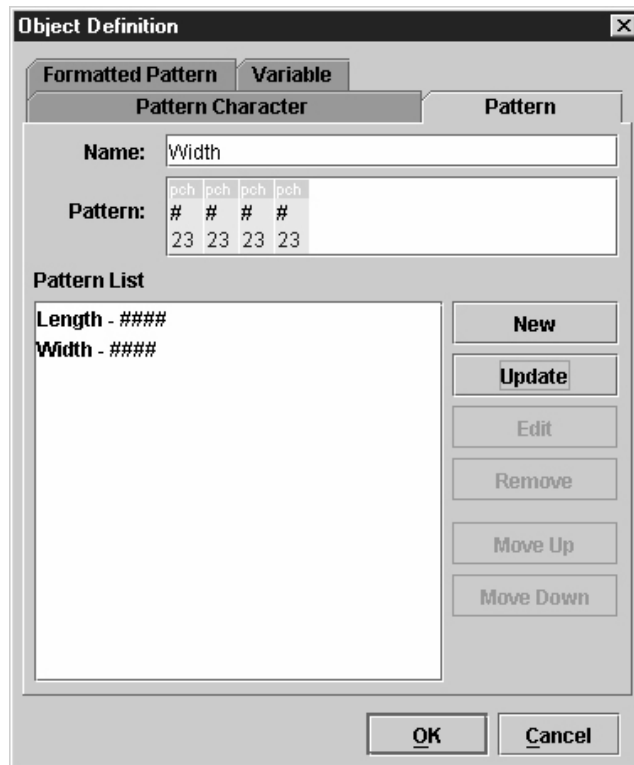 Object Definition
Formatted Pattern Variable
Pattern Character Pattern
Name: Width
pch pch pch pch
Pattern: # # # #
23 23 23 23
Pattern List
Length - ####
Width - ####
New
Update
Edit
Remove
Move Up
Move Down
OK Cancel